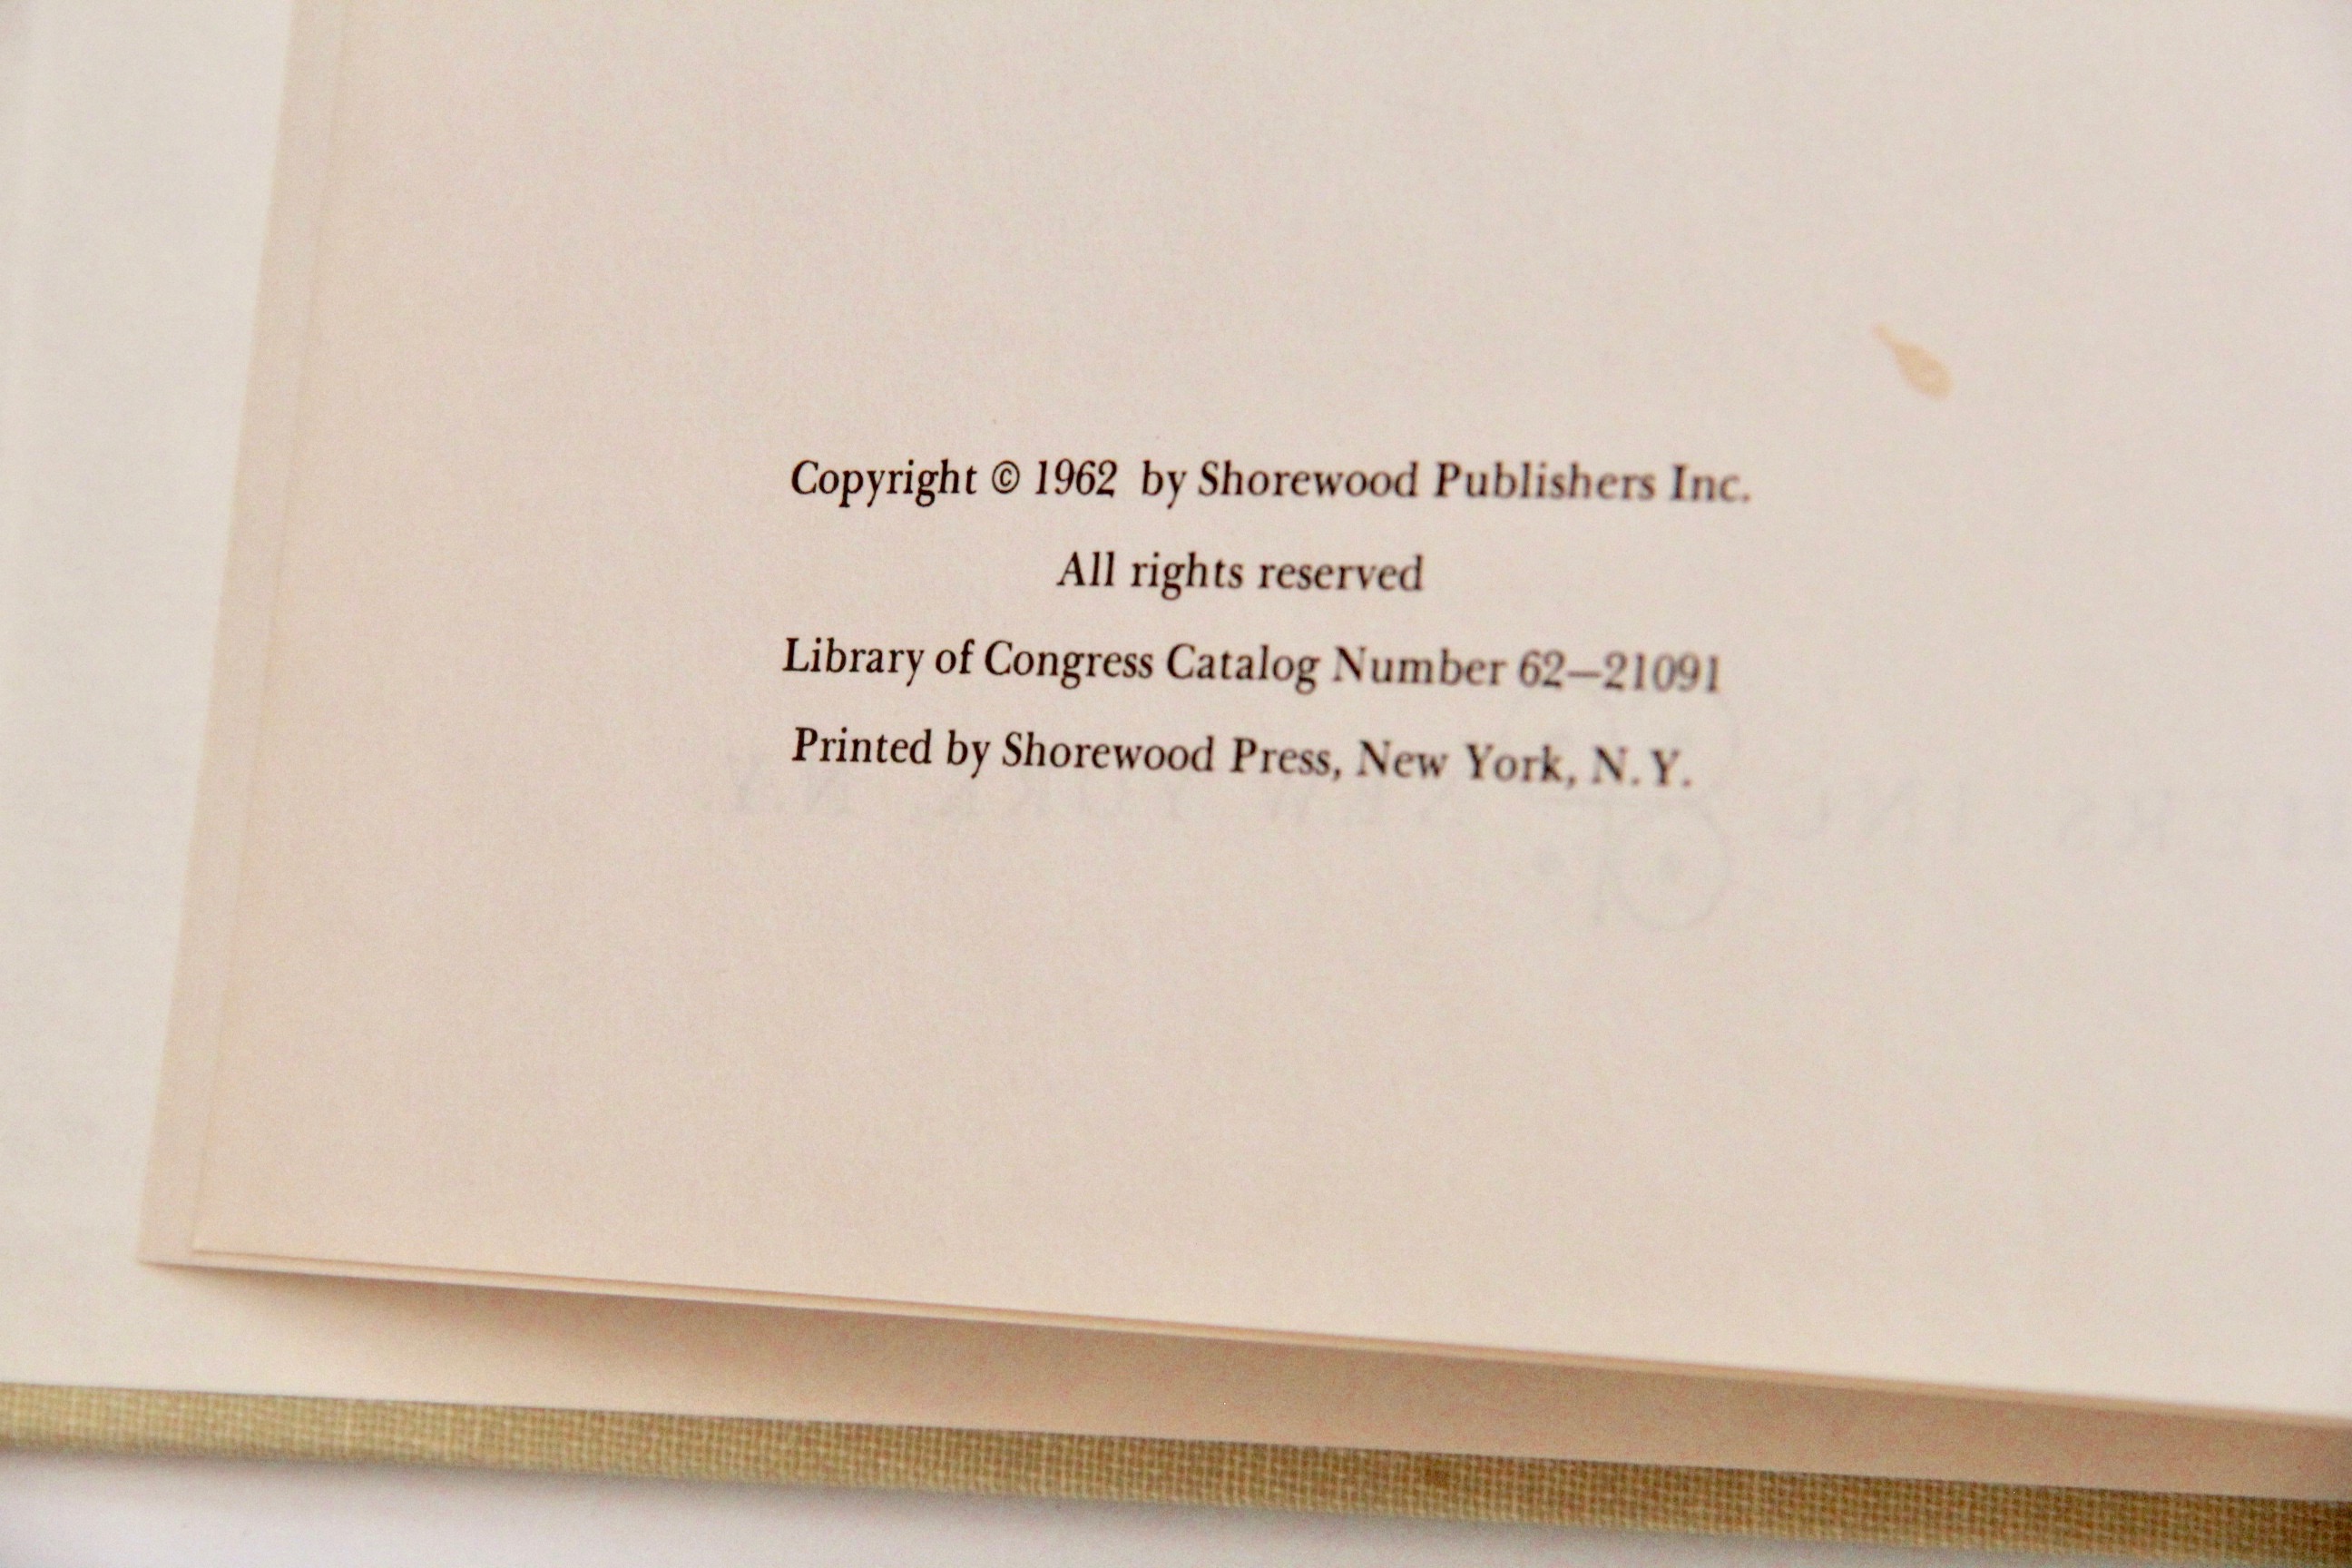 Copyright © 1962 by Shorewood Publishers Inc.
All rights reserved
Library of Congress Catalog Number 62–21091
Printed by Shorewood Press, New York, N.Y.